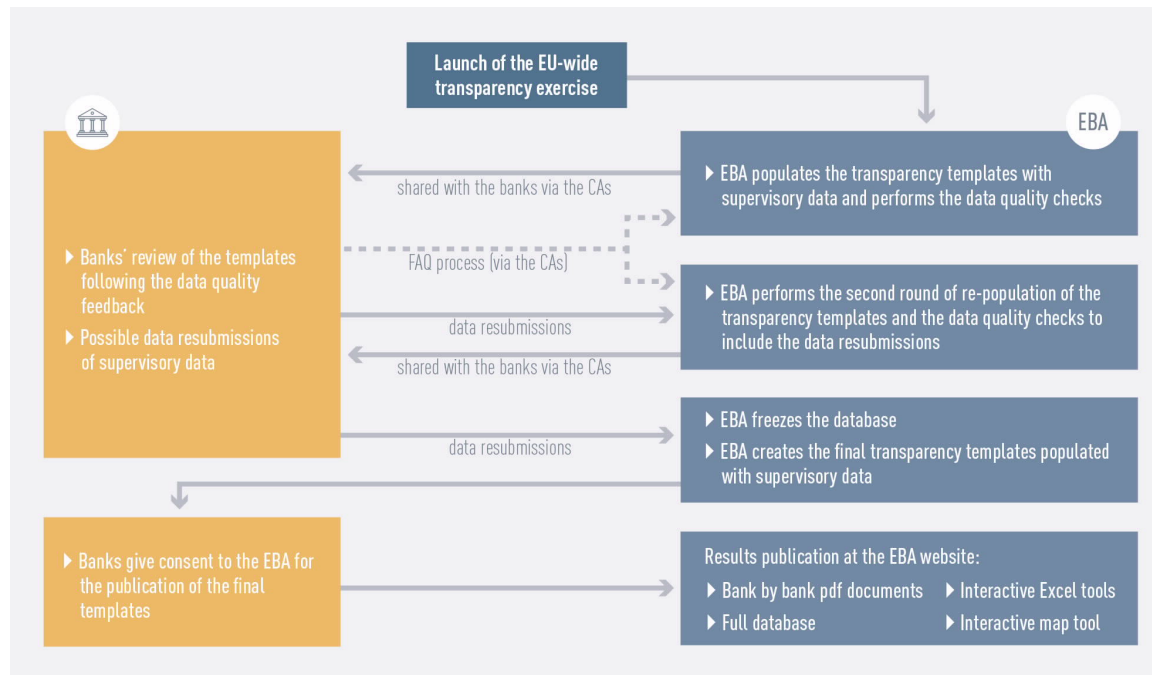 Launch of the EU-wide
transparency exercise
EBA
▶ EBA populates the transparency templates with
supervisory data and performs the data quality checks
shared with the banks via the CAs
▶ Banks' review of the templates
following the data quality
feedback
▶ Possible data resubmissions
of supervisory data
FAQ process (via the CAs)
▶ EBA performs the second round of re-population of the
transparency templates and the data quality checks to
include the data resubmissions
data resubmissions
shared with the banks via the CAs
▶ EBA freezes the database
▶ EBA creates the final transparency templates populated
with supervisory data
data resubmissions
▶ Banks give consent to the EBA for
the publication of the final
templates
Results publication at the EBA website:
▶ Bank by bank pdf documents
▶ Interactive Excel tools
▶ Full database
▶ Interactive map tool